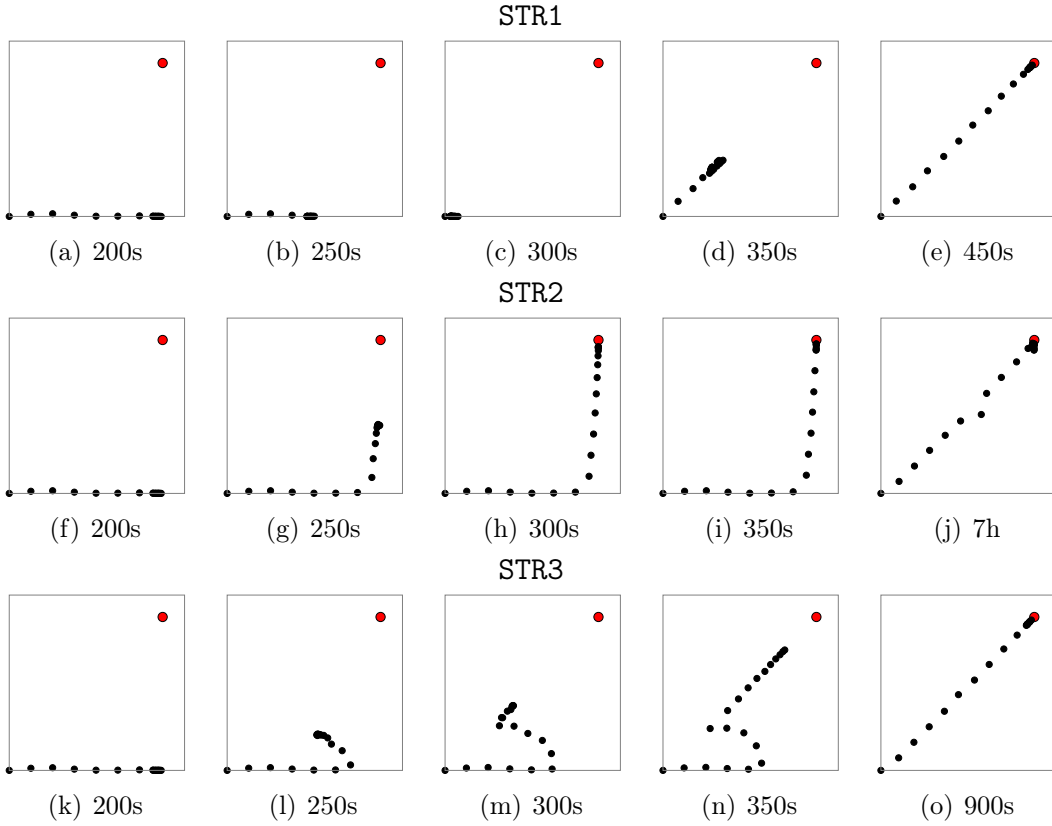 STR1
(a) 200s (b) 250s (c) 300s (d) 350s (e) 450s
STR2
(f) 200s (g) 250s (h) 300s (i) 350s (j) 7h
STR3
(k) 200s (l) 250s (m) 300s (n) 350s (o) 900s